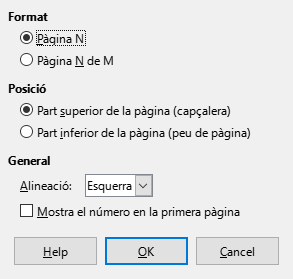 Format
Pàgina N
Pàgina N de M
Posició
Part superior de la pàgina (capçalera)
Part inferior de la pàgina (peu de pàgina)
General
Alineació: Esquerra
Mostra el número en la primera pàgina
Help OK Cancel